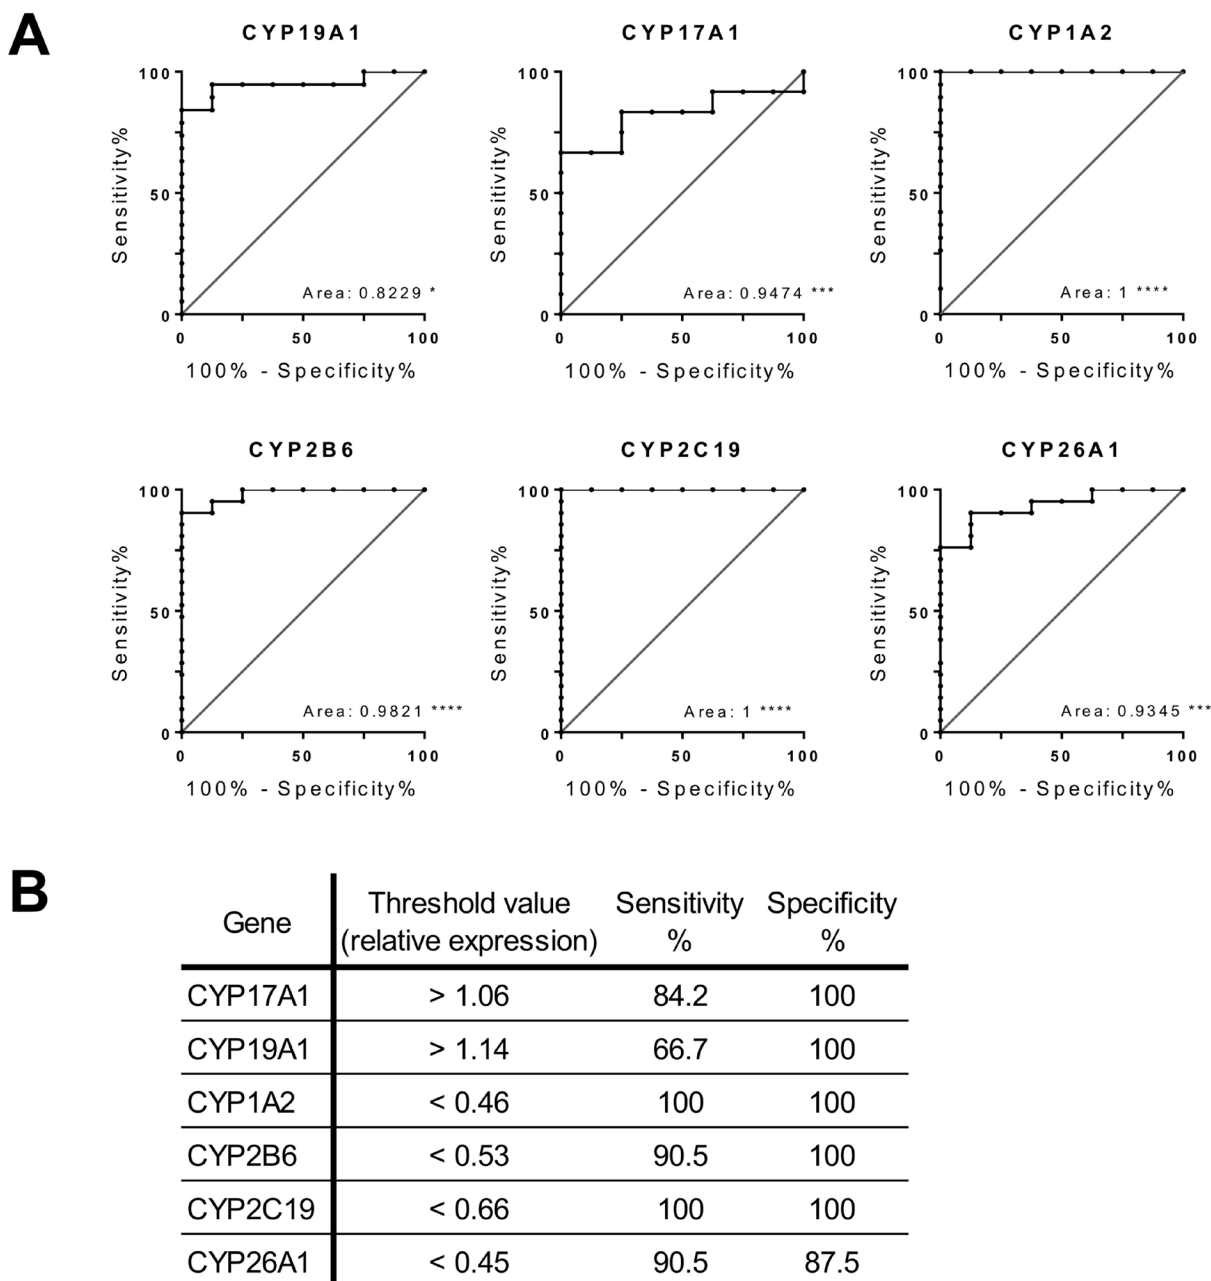 A
CYP19A1
CYP17A1
CYP1A2
100
50
0
Sensitivity%
Area: 0.8229 *
0 50 100
100% - Specificity%
100
50
0
Sensitivity%
Area: 0.9474 ***
0 50 100
100% - Specificity%
100
50
0
Sensitivity%
Area: 1 ****
0 50 100
100% - Specificity%
CYP2B6
CYP2C19
CYP26A1
100
50
0
Sensitivity%
Area: 0.9821 ****
0 50 100
100% - Specificity%
100
50
0
Sensitivity%
Area: 1 ****
0 50 100
100% - Specificity%
100
50
0
Sensitivity%
Area: 0.9345 ***
0 50 100
100% - Specificity%
B
Gene Threshold value (relative expression) Sensitivity % Specificity %
CYP17A1 > 1.06 84.2 100
CYP19A1 > 1.14 66.7 100
CYP1A2 < 0.46 100 100
CYP2B6 < 0.53 90.5 100
CYP2C19 < 0.66 100 100
CYP26A1 < 0.45 90.5 87.5